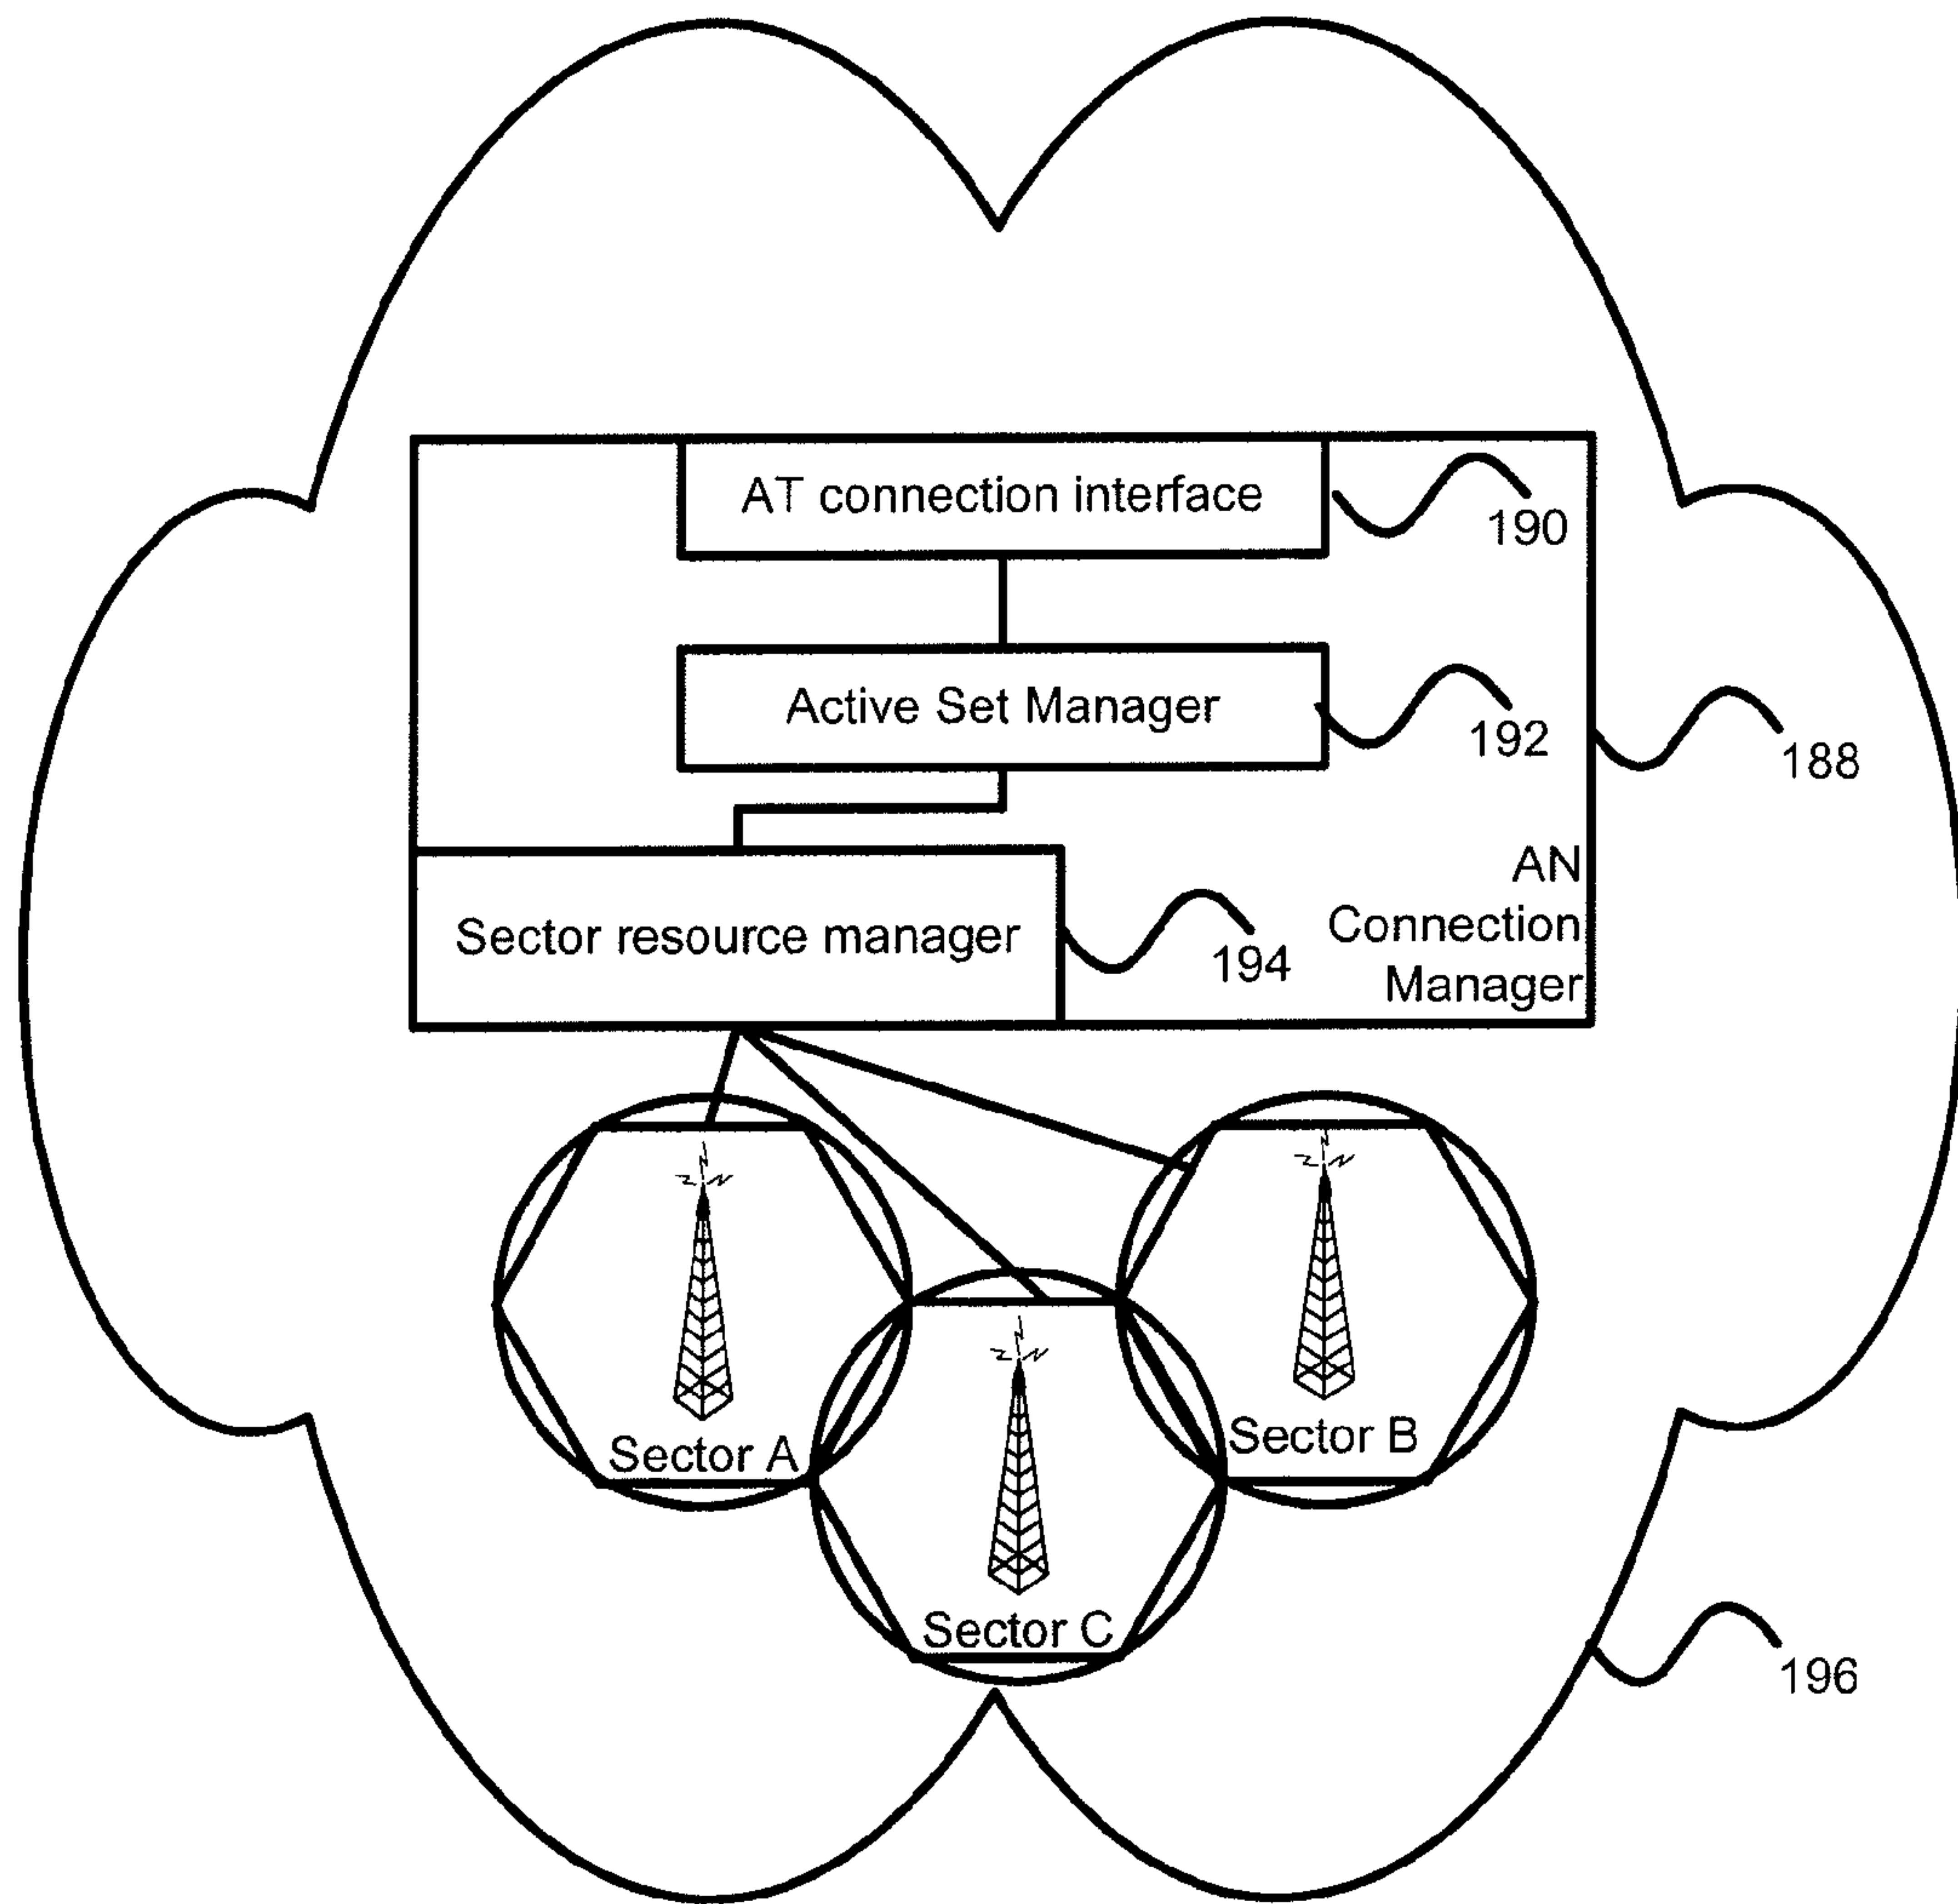 AT connection interface
190
Active Set Manager
192
188
AN
Connection
Manager
Sector resource manager
194
Sector A
Sector B
Sector C
196